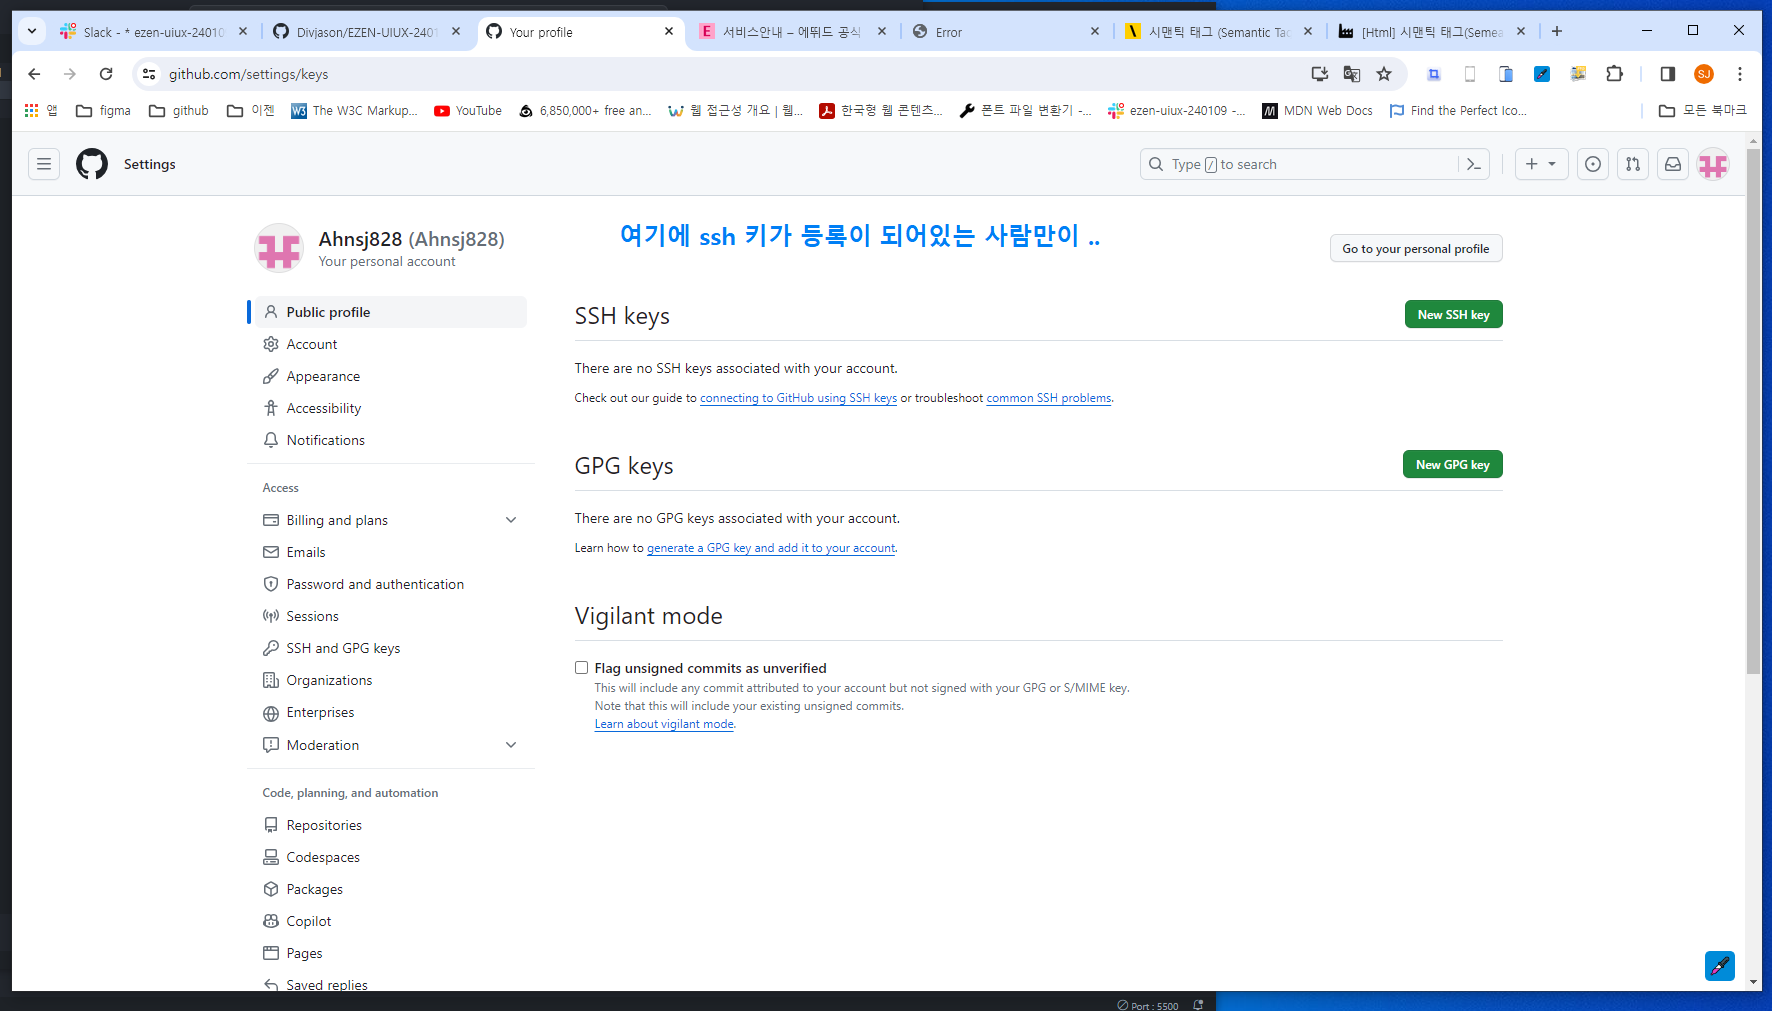 Slack - * ezen-uiux-24010
Divjason/EZEN-UIUX-2401
Your profile
서비스안내 – 에뛰드 공식
Error
시맨틱 태그 (Semantic Tag
[Html] 시맨틱 태그(Semea
github.com/settings/keys
SJ
앱
figma
github
이젠
The W3C Markup...
YouTube
6,850,000+ free an...
웹 접근성 개요 | 웹...
한국형 웹 콘텐츠...
폰트 파일 변환기 -...
ezen-uiux-240109 -...
MDN Web Docs
Find the Perfect Ico...
모든 북마크
Settings
Type / to search
Ahnsj828 (Ahnsj828)
Your personal account
여기에 ssh 키가 등록이 되어있는 사람만이 ..
Go to your personal profile
Public profile
Account
Appearance
Accessibility
Notifications
Access
Billing and plans
Emails
Password and authentication
Sessions
SSH and GPG keys
Organizations
Enterprises
Moderation
Code, planning, and automation
Repositories
Codespaces
Packages
Copilot
Pages
Saved replies
SSH keys
New SSH key
There are no SSH keys associated with your account.
Check out our guide to connecting to GitHub using SSH keys or troubleshoot common SSH problems.
GPG keys
New GPG key
There are no GPG keys associated with your account.
Learn how to generate a GPG key and add it to your account.
Vigilant mode
Flag unsigned commits as unverified
This will include any commit attributed to your account but not signed with your GPG or S/MIME key.
Note that this will include your existing unsigned commits.
Learn about vigilant mode.
Port : 5500